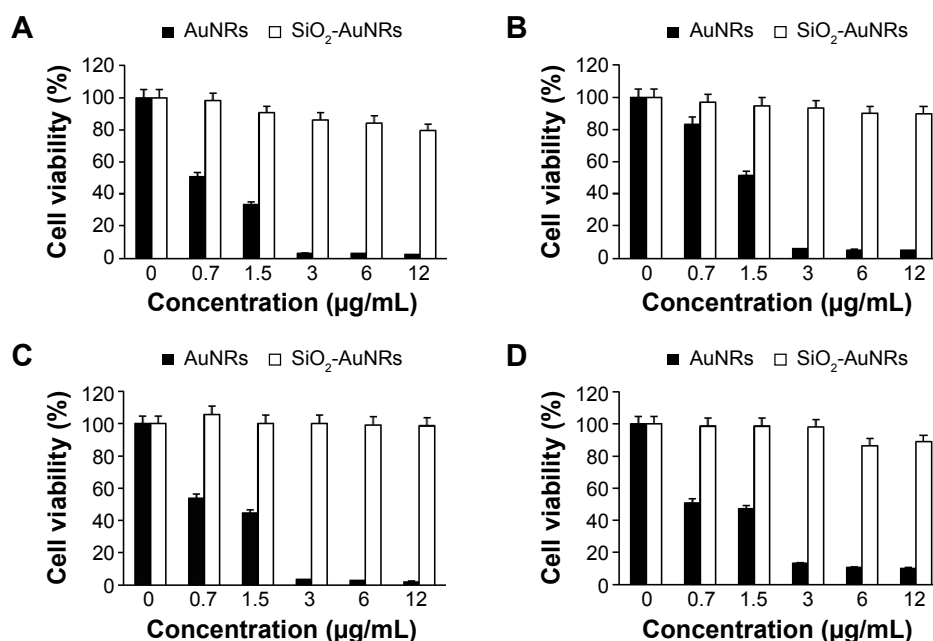 A
AuNRs SiO₂-AuNRs
Cell viability (%)
120
100
80
60
40
20
0
0 0.7 1.5 3 6 12
Concentration (µg/mL)
B
AuNRs SiO₂-AuNRs
Cell viability (%)
120
100
80
60
40
20
0
0 0.7 1.5 3 6 12
Concentration (µg/mL)
C
AuNRs SiO₂-AuNRs
Cell viability (%)
120
100
80
60
40
20
0
0 0.7 1.5 3 6 12
Concentration (µg/mL)
D
AuNRs SiO₂-AuNRs
Cell viability (%)
120
100
80
60
40
20
0
0 0.7 1.5 3 6 12
Concentration (µg/mL)